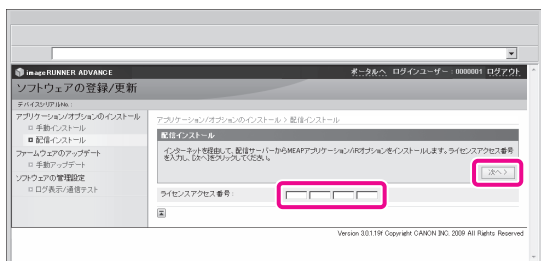 imageRUNNER ADVANCE
ポータルへ ログインユーザー : 0000001 ログアウト
ソフトウェアの登録/更新
デバイスシリアルNo. :
アプリケーション/オプションのインストール
手動インストール
配信インストール
ファームウェアのアップデート
手動アップデート
ソフトウェアの管理設定
ログ表示/通信テスト
アプリケーション/オプションのインストール > 配信インストール
配信インストール
インターネットを経由して、配信サーバーからMEAPアプリケーション/iRオプションをインストールします。ライセンスアクセス番号
を入力し、[次へ]をクリックしてください。
次へ >
ライセンスアクセス番号 :
Version 3.0.1.19f Copyright CANON INC. 2009 All Rights Reserved